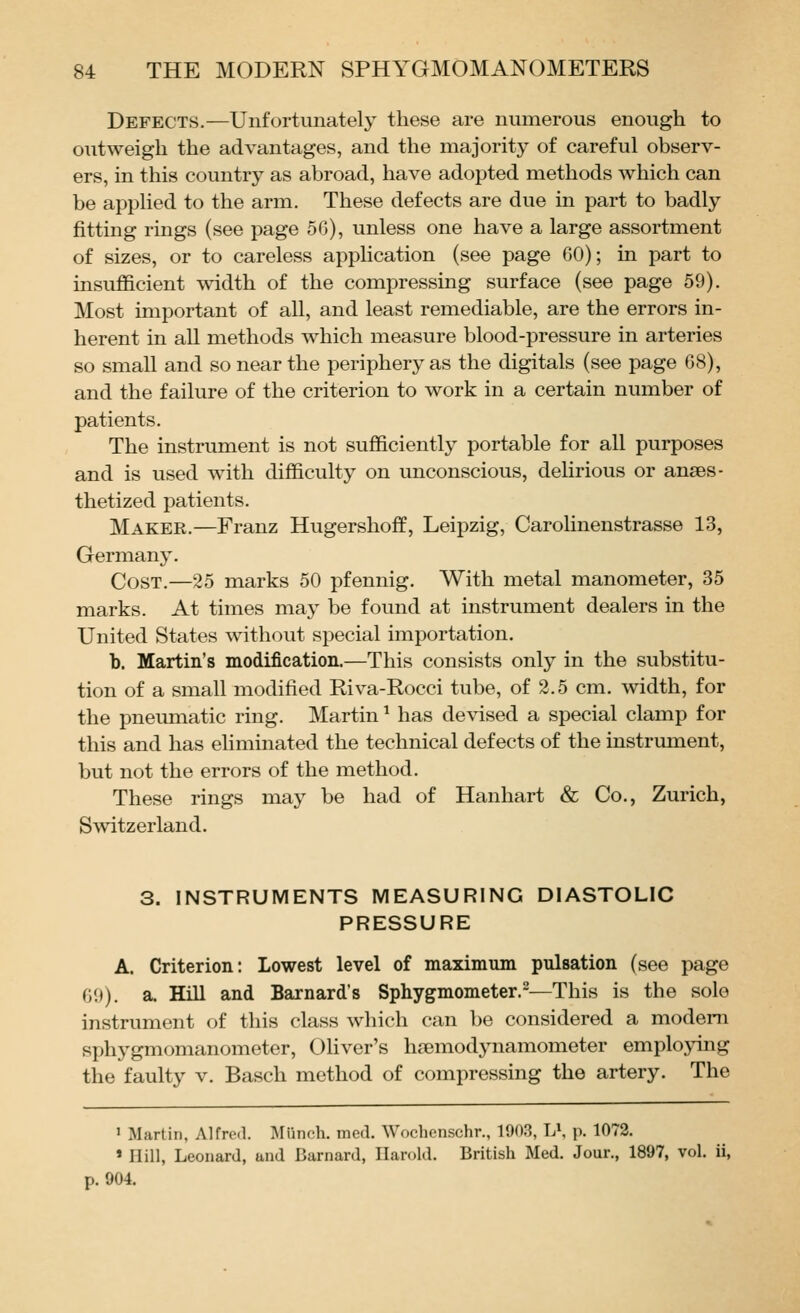 84 THE MODERN SPHYGMOMANOMETERS
Defects.—Unfortunately these are numerous enough to
outweigh the advantages, and the majority of careful observ-
ers, in this country as abroad, have adopted methods which can
be applied to the arm. These defects are due in part to badly
fitting rings (see page 56), unless one have a large assortment
of sizes, or to careless application (see page 60); in part to
insufficient width of the compressing surface (see page 59).
Most important of all, and least remediable, are the errors in-
herent in all methods which measure blood-pressure in arteries
so small and so near the periphery as the digitals (see page 68),
and the failure of the criterion to work in a certain number of
patients.
The instrument is not sufficiently portable for all purposes
and is used with difficulty on unconscious, delirious or anæs-
thetized patients.
Maker.—Franz Hugershoff, Leipzig, Carolinenstrasse 13,
Germany.
Cost.—25 marks 50 pfennig. With metal manometer, 35
marks. At times may be found at instrument dealers in the
United States without special importation.
b. Martin's modification.—This consists only in the substitu-
tion of a small modified Riva-Rocci tube, of 2.5 cm. width, for
the pneumatic ring. Martin¹ has devised a special clamp for
this and has eliminated the technical defects of the instrument,
but not the errors of the method.
These rings may be had of Hanhart & Co., Zurich,
Switzerland.
3. INSTRUMENTS MEASURING DIASTOLIC
PRESSURE
A. Criterion: Lowest level of maximum pulsation (see page
69). a. Hill and Barnard's Sphygmometer.²—This is the sole
instrument of this class which can be considered a modern
sphygmomanometer, Oliver's hæmodynamometer employing
the faulty v. Basch method of compressing the artery. The
¹ Martin, Alfred. Münch. med. Wochenschr., 1903, L¹, p. 1072.
² Hill, Leonard, and Barnard, Harold. British Med. Jour., 1897, vol. ii,
p. 904.